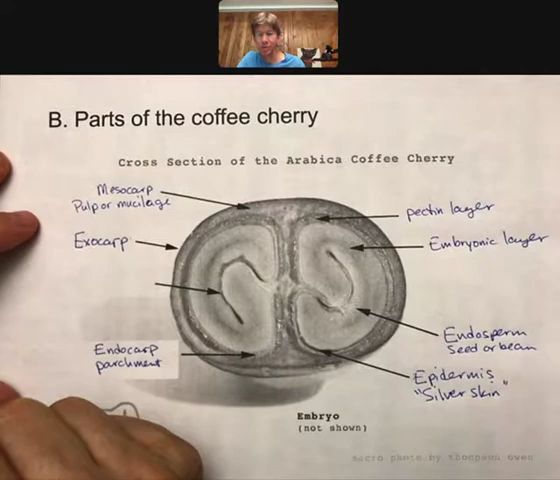 B. Parts of the coffee cherry
Cross Section of the Arabica Coffee Cherry
Mesocarp
Pulp or mucilage
pectin layer
Exocarp
Embryonic layer
Endosperm
seed or bean
Endocarp
parchment
Epidermis
"Silver skin"
Embryo
(not shown)
macro photo by thompson owen